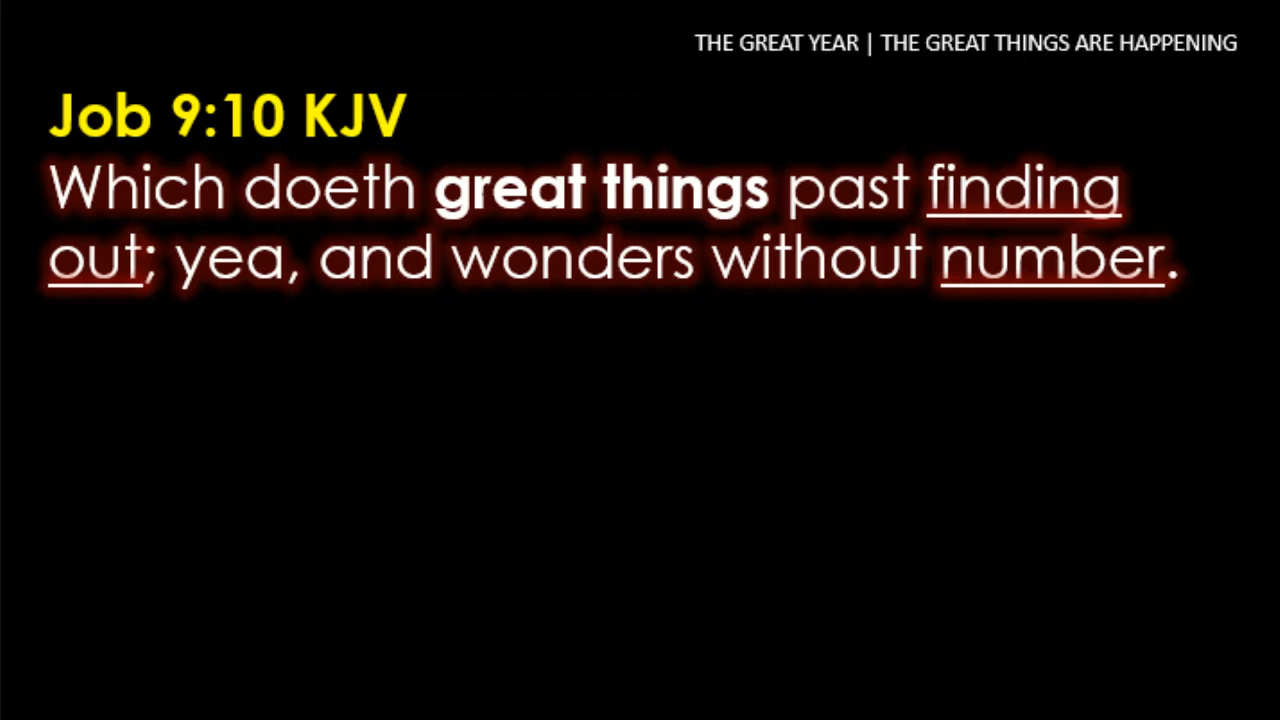 THE GREAT YEAR | THE GREAT THINGS ARE HAPPENING
Job 9:10 KJV
Which doeth great things past finding
out; yea, and wonders without number.